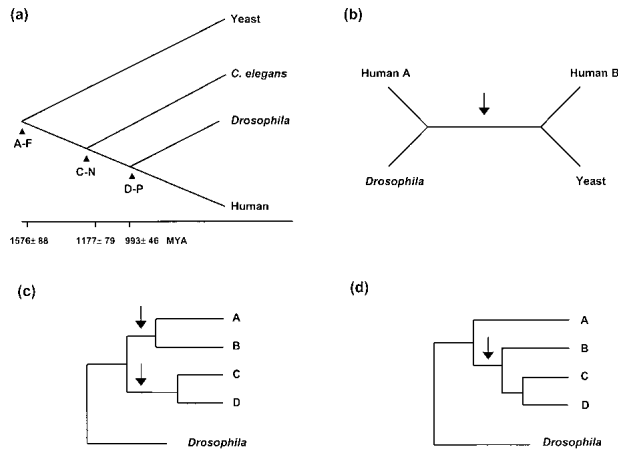 (a)
Yeast
C. elegans
Drosophila
Human
A-F
C-N
D-P
1576± 88 1177± 79 993± 46 MYA
(b)
Human A Human B
Drosophila Yeast
(c)
A
B
C
D
Drosophila
(d)
A
B
C
D
Drosophila